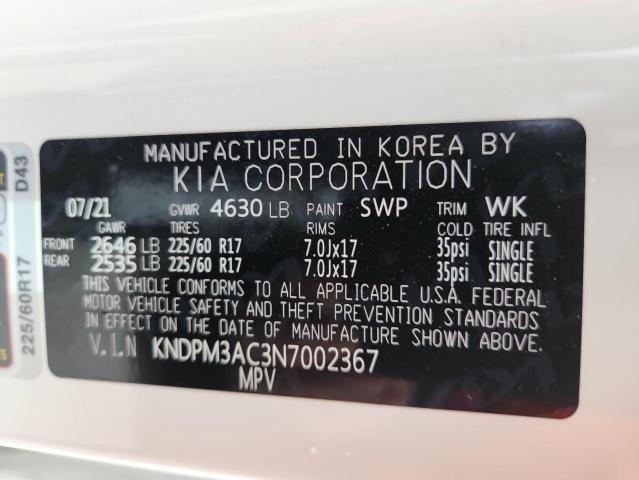 MANUFACTURED IN KOREA BY
KIA CORPORATION
07/21 GVWR 4630 LB PAINT SWP TRIM WK
GAWR TIRES RIMS COLD TIRE INFL
FRONT 2646 LB 225/60 R17 7.0Jx17 35psi SINGLE
REAR 2535 LB 225/60 R17 7.0Jx17 35psi SINGLE
THIS VEHICLE CONFORMS TO ALL APPLICABLE U.S.A. FEDERAL
MOTOR VEHICLE SAFETY AND THEFT PREVENTION STANDARDS
IN EFFECT ON THE DATE OF MANUFACTURE SHOWN ABOVE.
V.I.N KNDPM3AC3N7002367
MPV
225/60R17 D43